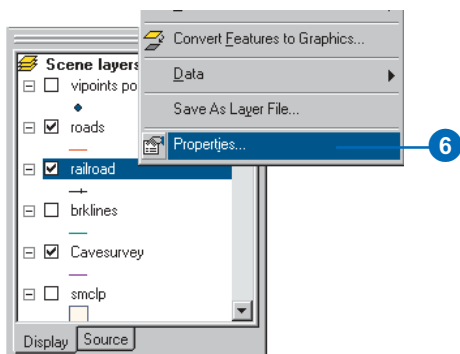 Convert Features to Graphics...
Data
Save As Layer File...
Properties...
6
Scene layers
vipoints po
roads
railroad
brklines
Cavesurvey
smclp
Display
Source